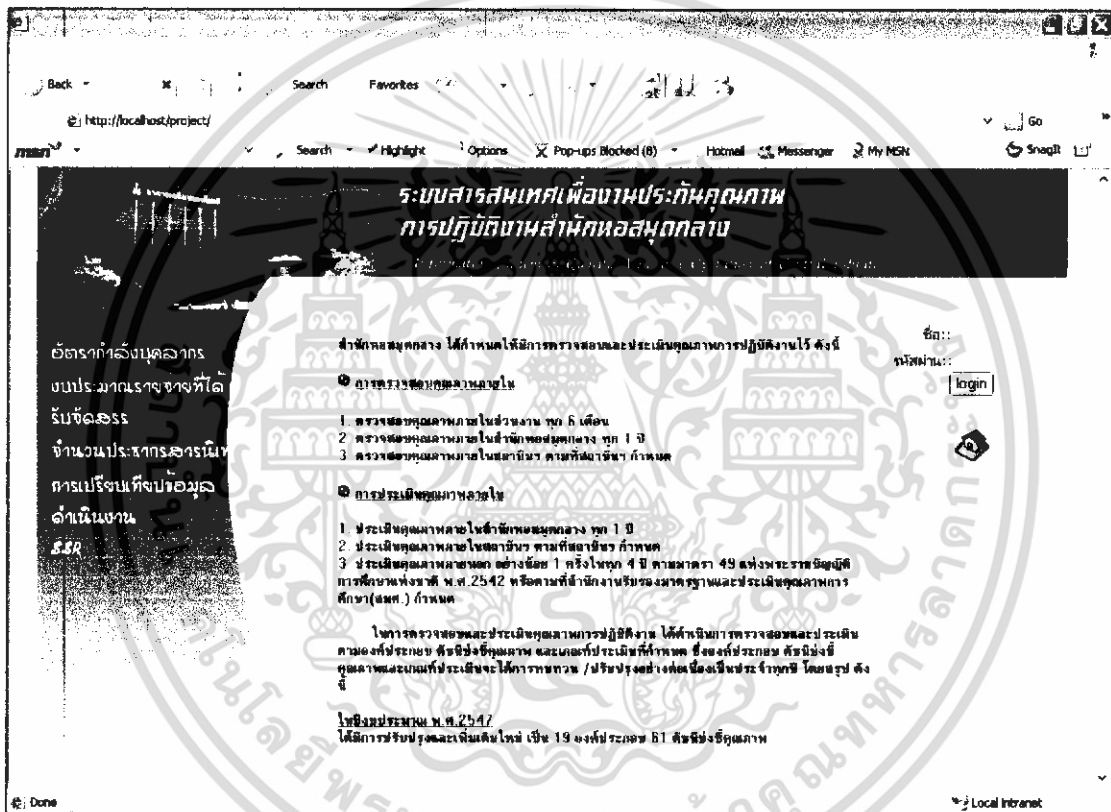 Back Search Favorites
http://localhost/project/ Go
msn Search Highlight Options Pop-ups Blocked (8) Hotmail Messenger My MSN SnagIt
ระบบสารสนเทศเพื่องานประกันคุณภาพ
การปฏิบัติงานสำนักหอสมุดกลาง
อัตรากำลังบุคลากร
งบประมาณรายจ่ายที่ได้
รับจัดสรร
จำนวนประชากรสารนิเท
การเปรียบเทียบข้อมูล
ดำเนินงาน
SSR
สำนักหอสมุดกลาง ได้กำหนดให้มีการตรวจสอบและประเมินคุณภาพการปฏิบัติงานไว้ ดังนี้
การตรวจสอบคุณภาพภายใน
1. ตรวจสอบคุณภาพภายในส่วนงาน ทุก 6 เดือน
2. ตรวจสอบคุณภาพภายในสำนักหอสมุดกลาง ทุก 1 ปี
3. ตรวจสอบคุณภาพภายในสถาบันฯ ตามที่สถาบันฯ กำหนด
การประเมินคุณภาพภายใน
1. ประเมินคุณภาพภายในสำนักหอสมุดกลาง ทุก 1 ปี
2. ประเมินคุณภาพภายในสถาบันฯ ตามที่สถาบันฯ กำหนด
3. ประเมินคุณภาพภายนอก อย่างน้อย 1 ครั้งในทุก 4 ปี ตามมาตรา 49 แห่งพระราชบัญญัติ
การศึกษาแห่งชาติ พ.ศ.2542 หรือตามที่สำนักงานรับรองมาตรฐานและประเมินคุณภาพการ
ศึกษา(สมศ.) กำหนด
ในการตรวจสอบและประเมินคุณภาพการปฏิบัติงาน ได้ดำเนินการตรวจสอบและประเมิน
ตามองค์ประกอบ ดัชนีบ่งชี้คุณภาพ และเกณฑ์ประเมินที่กำหนด ซึ่งองค์ประกอบ ดัชนีบ่งชี้
คุณภาพและเกณฑ์ประเมินจะได้การทบทวน /ปรับปรุงอย่างต่อเนื่องเป็นประจำทุกปี โดยสรุป ดัง
นี้
ในปีงบประมาณ พ.ศ.2547
ได้มีการปรับปรุงและเพิ่มเติมใหม่ เป็น 19 องค์ประกอบ 61 ดัชนีบ่งชี้คุณภาพ
ชื่อ::
รหัสผ่าน::
login
Done Local intranet